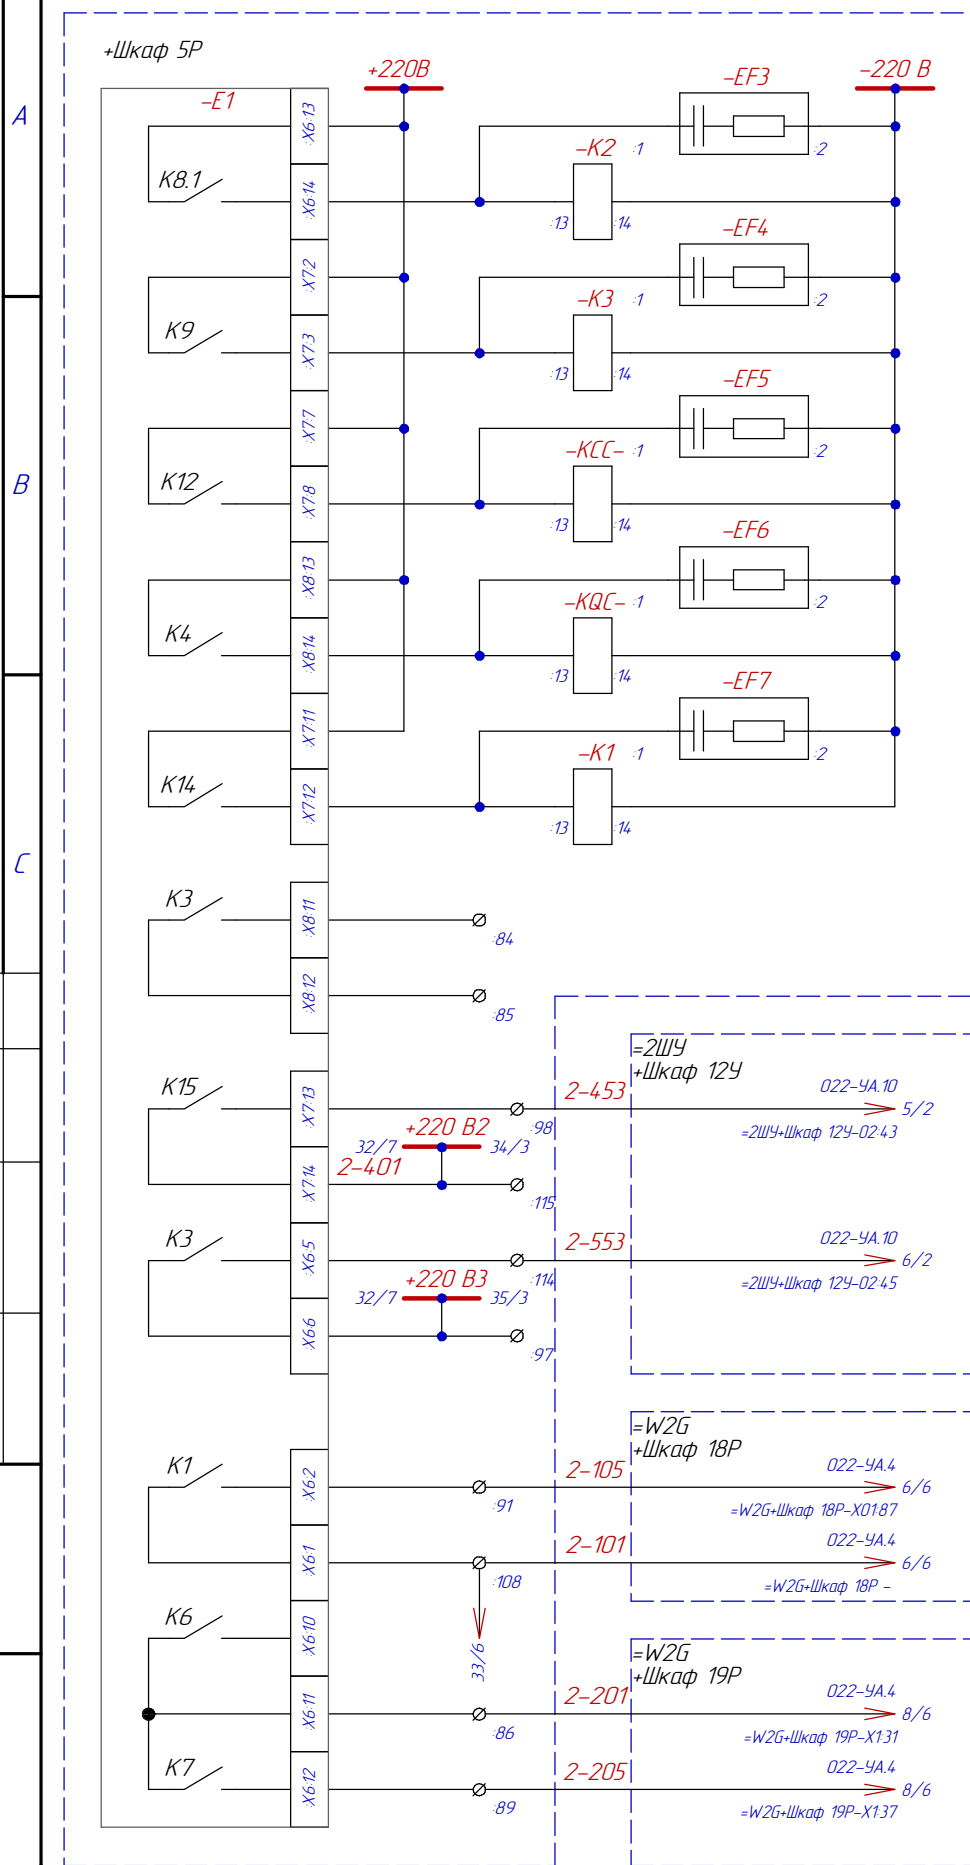 +Шкаф 5Р
+220В
-EF3
-220 В
A
-E1
:X6:13
-K2
:1
:2
K8.1
:X6:14
:13
:14
-EF4
:X7:2
-K3
:1
:2
K9
:X7:3
:13
:14
-EF5
:X7:7
-KCC-
:1
:2
B
K12
:X7:8
:13
:14
-EF6
:X8:13
-KQC-
:1
:2
K4
:X8:14
:13
:14
-EF7
:X7:11
-K1
:1
:2
K14
:X7:12
:13
:14
C
K3
:X8:11
:84
:X8:12
:85
=2ШУ
+Шкаф 12У
K15
:X7:13
2-453
022-УА.10
5/2
:98
=2ШУ+Шкаф 12У-02:43
+220 В2
32/7
34/3
2-401
:X7:14
:115
K3
:X6:5
2-553
022-УА.10
6/2
:114
=2ШУ+Шкаф 12У-02:45
+220 В3
32/7
35/3
:X6:6
:97
=W2G
+Шкаф 18Р
K1
:X6:2
2-105
022-УА.4
6/6
:91
=W2G+Шкаф 18Р-X01:87
:X6:1
2-101
022-УА.4
6/6
:108
=W2G+Шкаф 18Р -
K6
:X6:10
33/6
=W2G
+Шкаф 19Р
:X6:11
2-201
022-УА.4
8/6
:86
=W2G+Шкаф 19Р-X1:31
K7
:X6:12
2-205
022-УА.4
8/6
:89
=W2G+Шкаф 19Р-X1:37